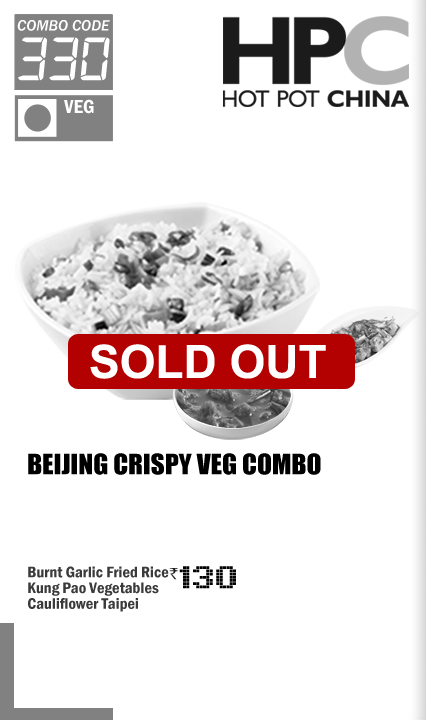 COMBO CODE
330
VEG
HPC
HOT POT CHINA
SOLD OUT
BEIJING CRISPY VEG COMBO
Burnt Garlic Fried Rice ₹130
Kung Pao Vegetables
Cauliflower Taipei